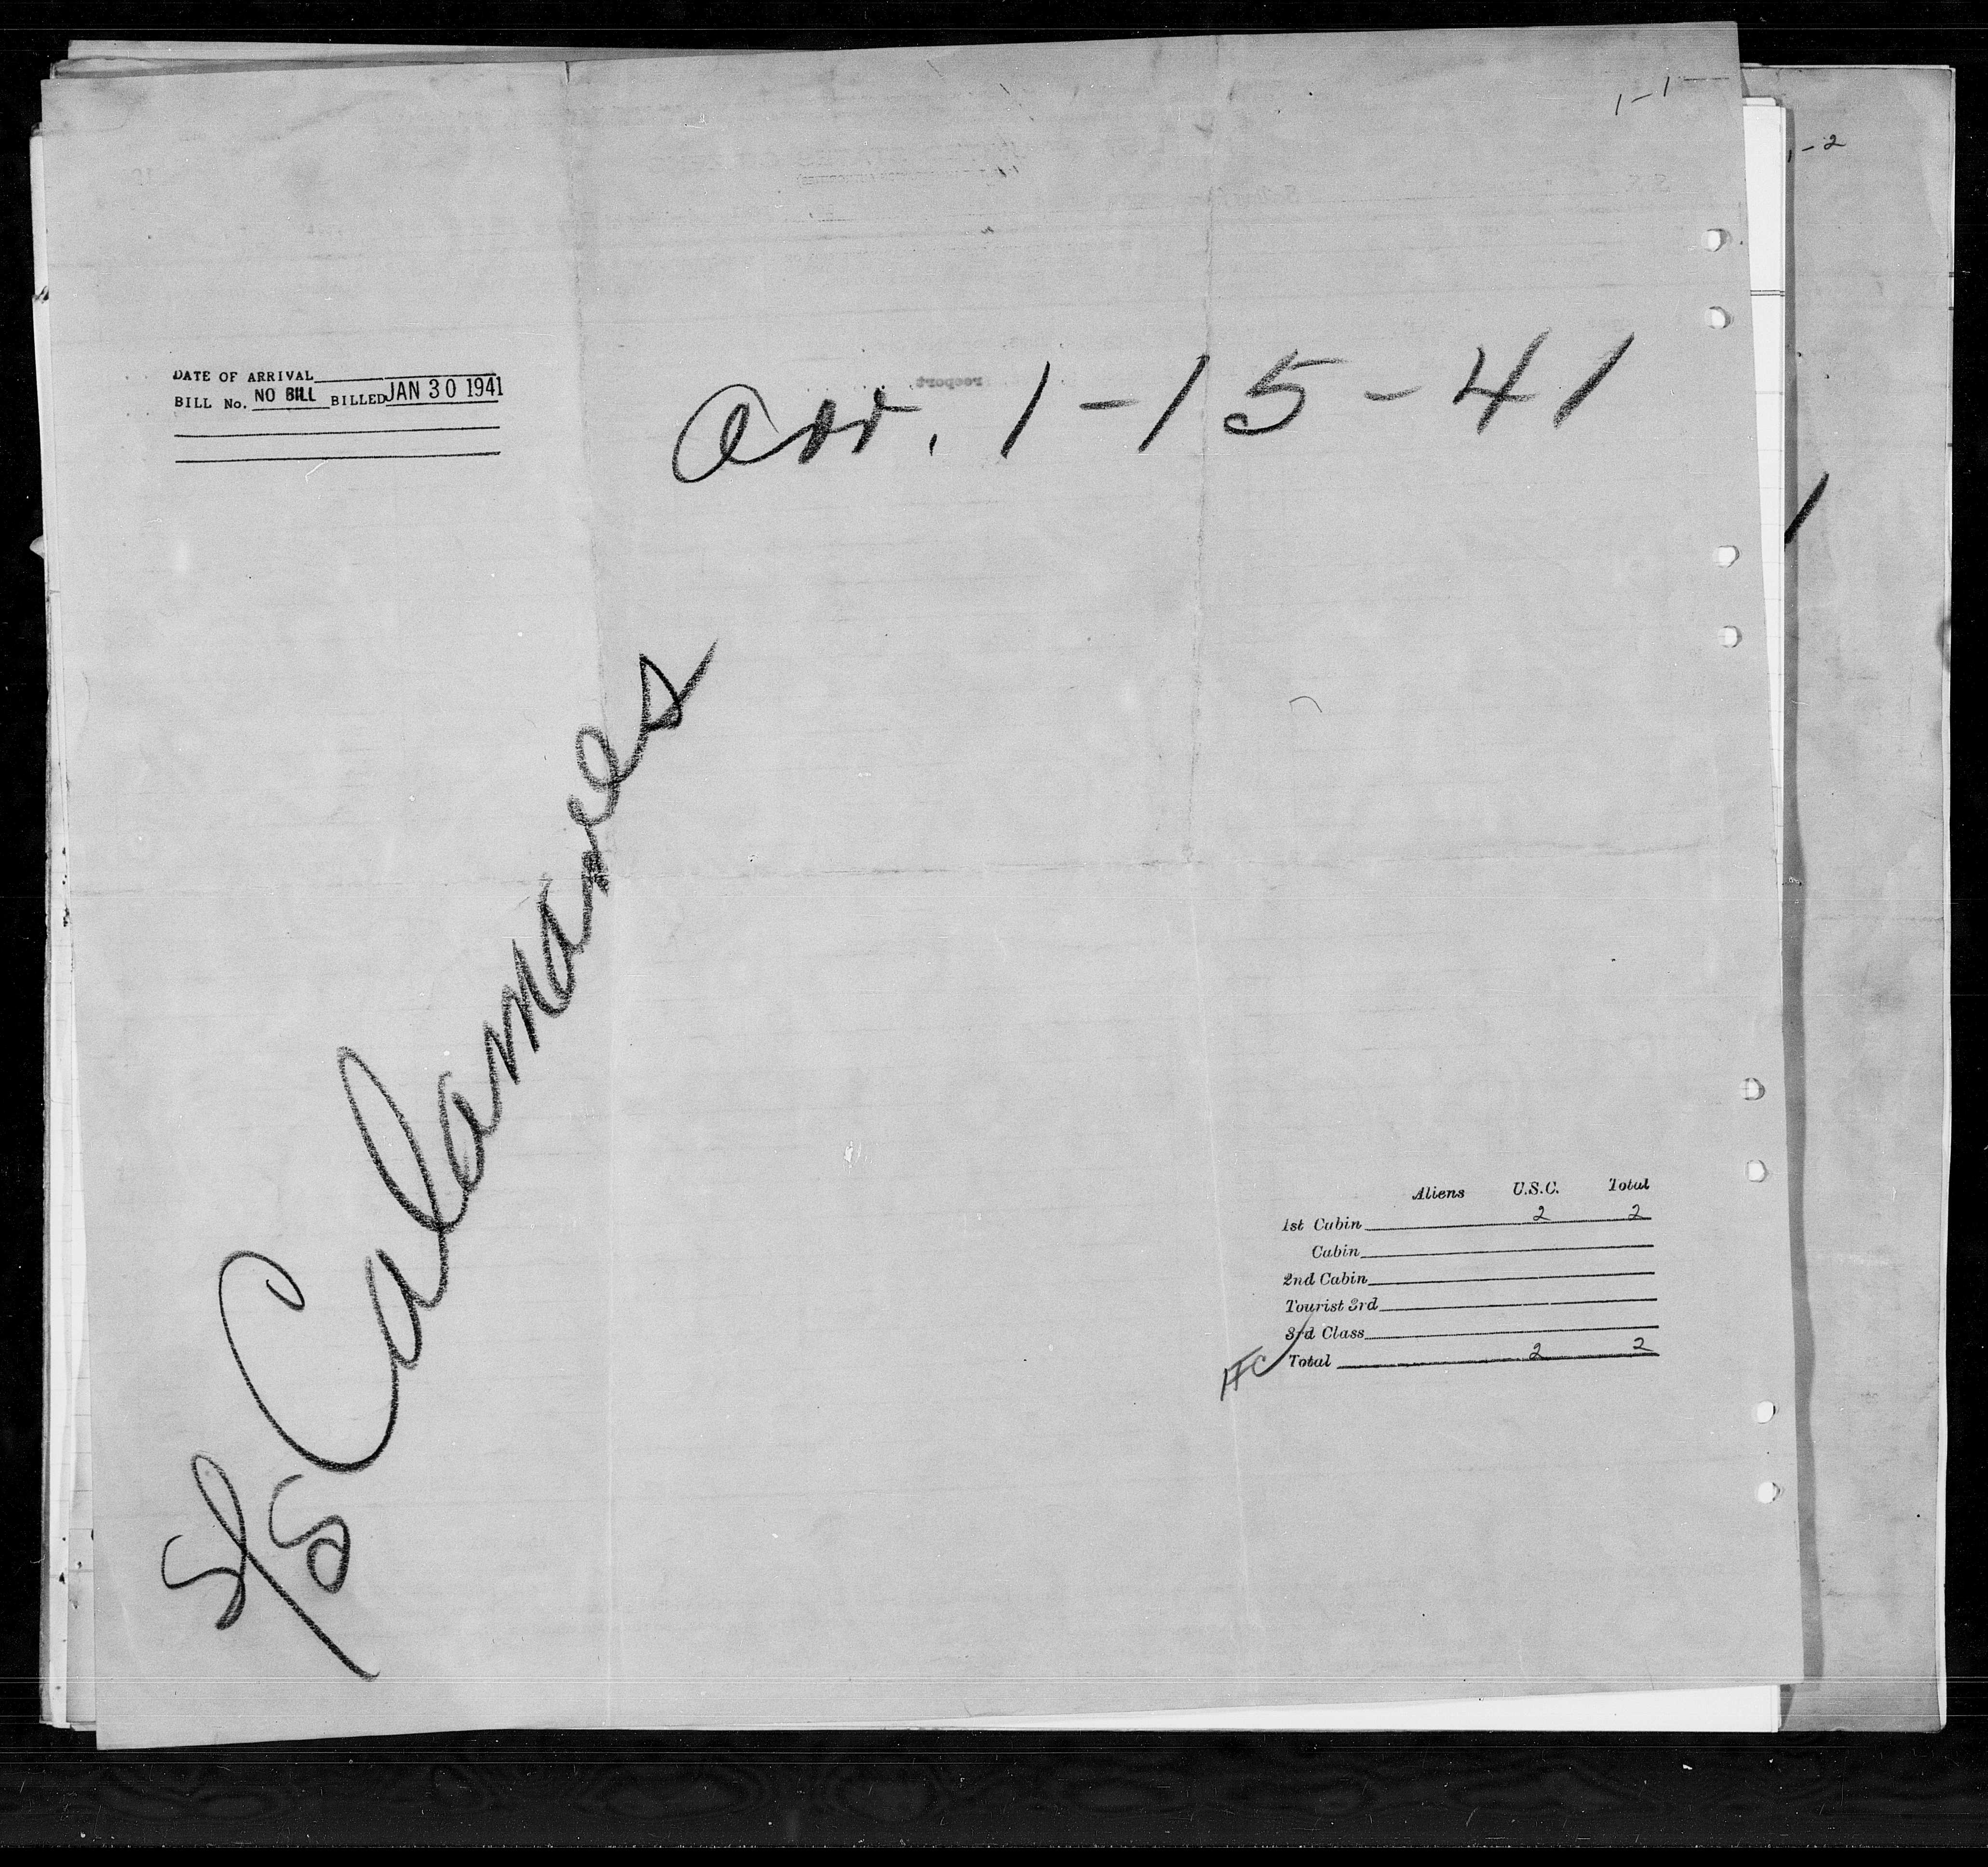 1-1
1-2
DATE OF ARRIVAL
BILL No. NO BILL BILLED JAN 30 1941
arr. 1-15-41
S/S Calamares
Aliens U.S.C. Total
1st Cabin 2 2
Cabin
2nd Cabin
Tourist 3rd
3rd Class
Total 2 2